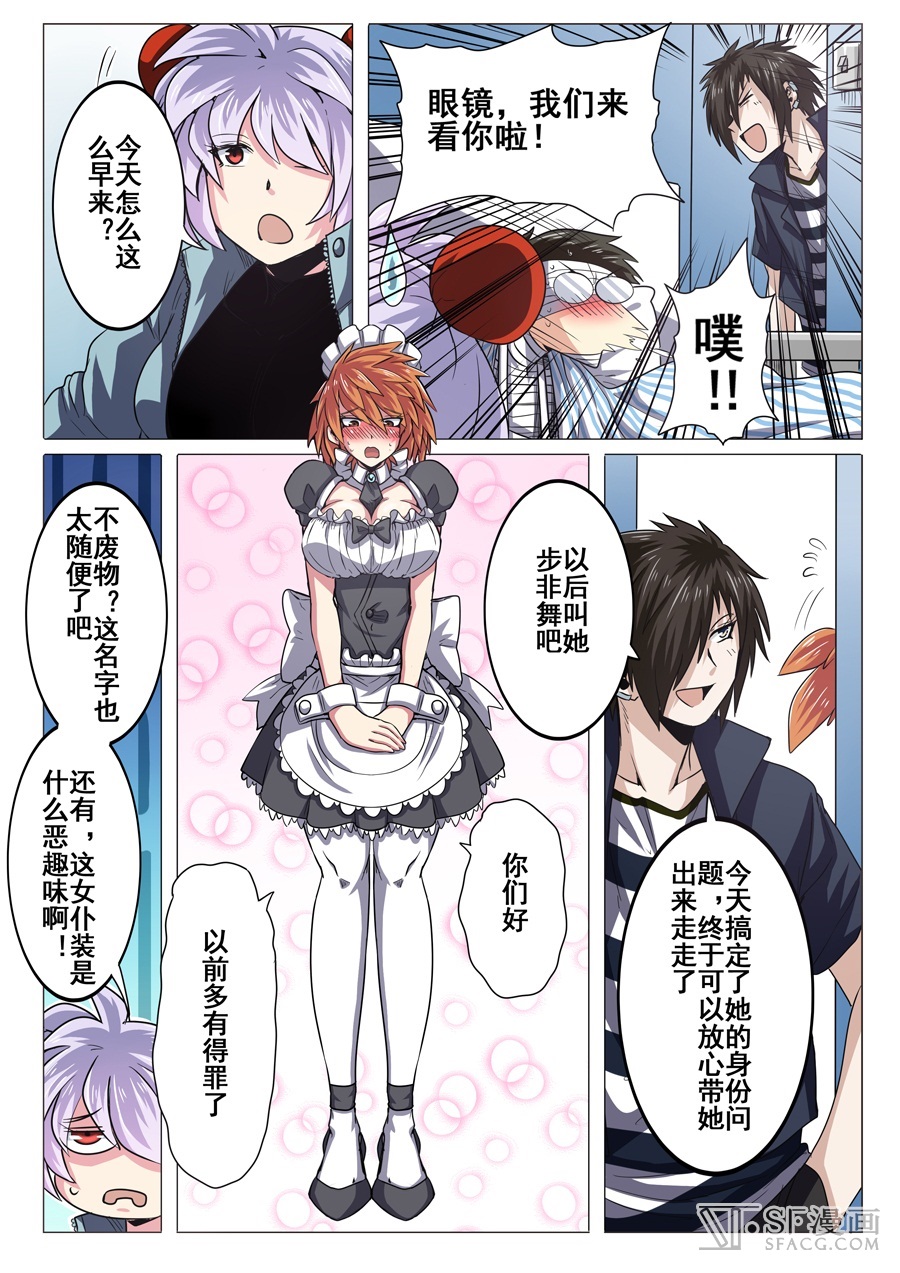 眼镜，我们来
看你啦！
噗
！！
今天怎么这
么早来？
今天搞定了她的身份问
题，终于可以放心带她
出来走走了
以后叫她
步非舞吧
你们好
以前多有得罪了
不废物？这名字也
太随便了吧
还有，这女仆装是
什么恶趣味啊！
SF漫画
SFACG.COM